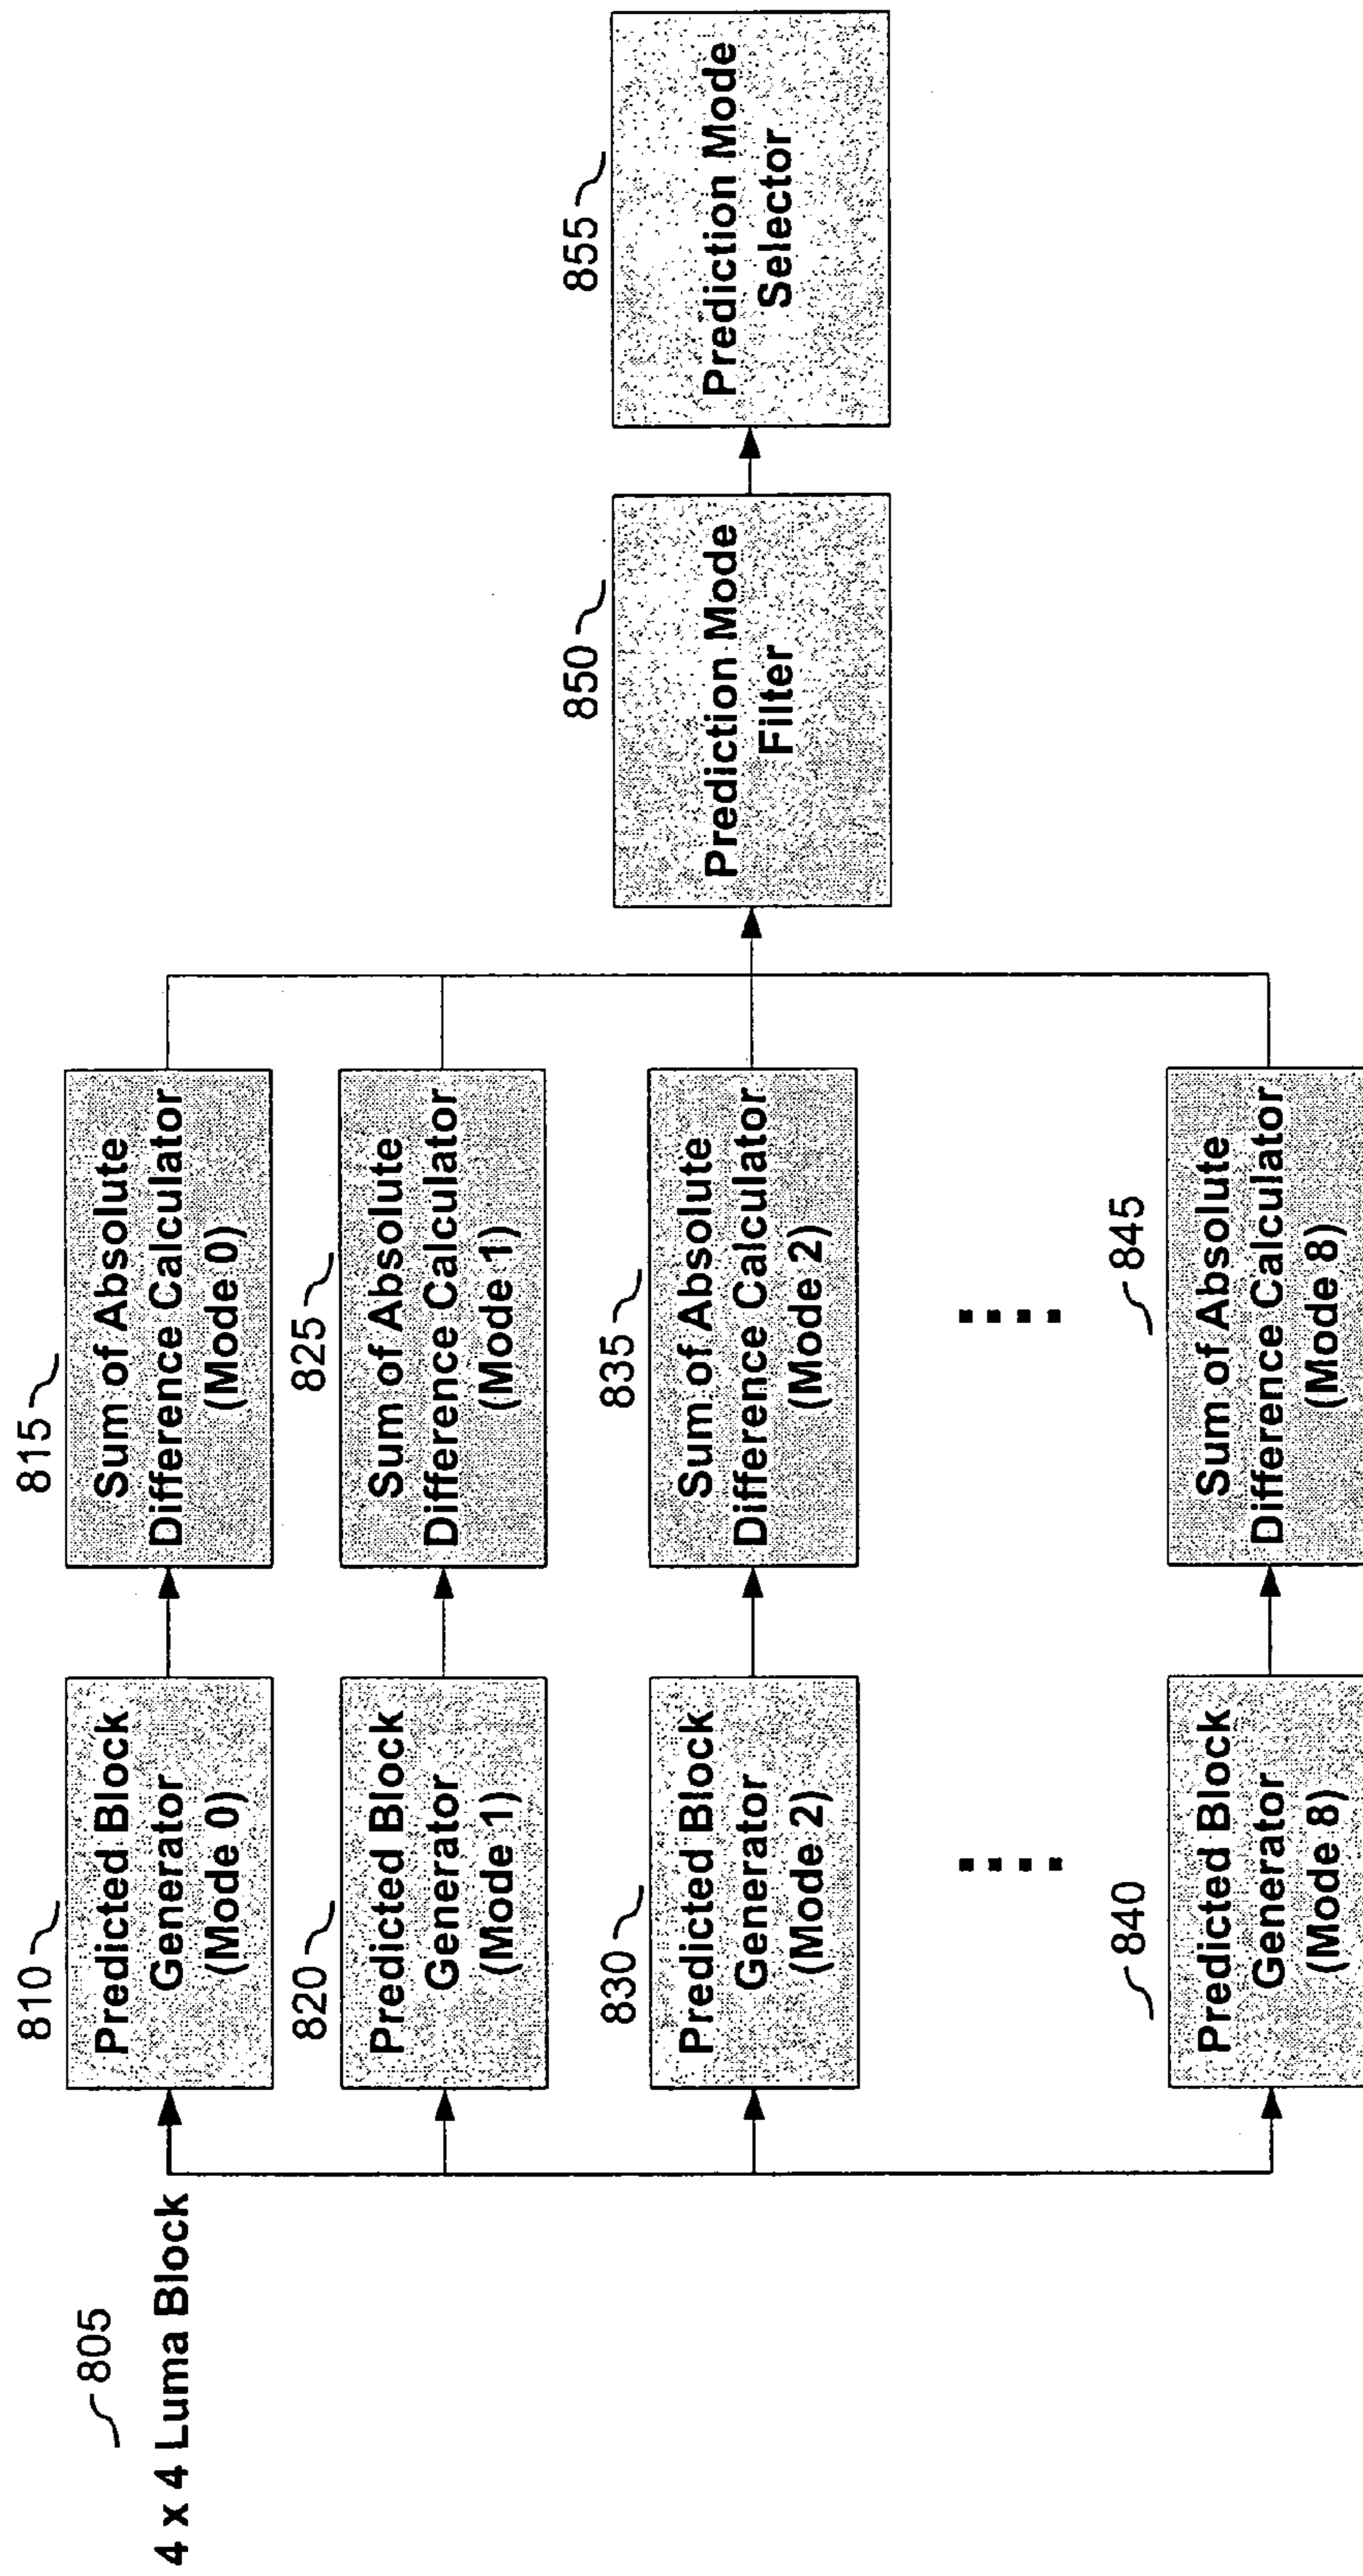 805
4 x 4 Luma Block
810
Predicted Block
Generator
(Mode 0)
815
Sum of Absolute
Difference Calculator
(Mode 0)
820
Predicted Block
Generator
(Mode 1)
825
Sum of Absolute
Difference Calculator
(Mode 1)
830
Predicted Block
Generator
(Mode 2)
835
Sum of Absolute
Difference Calculator
(Mode 2)
840
Predicted Block
Generator
(Mode 8)
845
Sum of Absolute
Difference Calculator
(Mode 8)
850
Prediction Mode
Filter
855
Prediction Mode
Selector